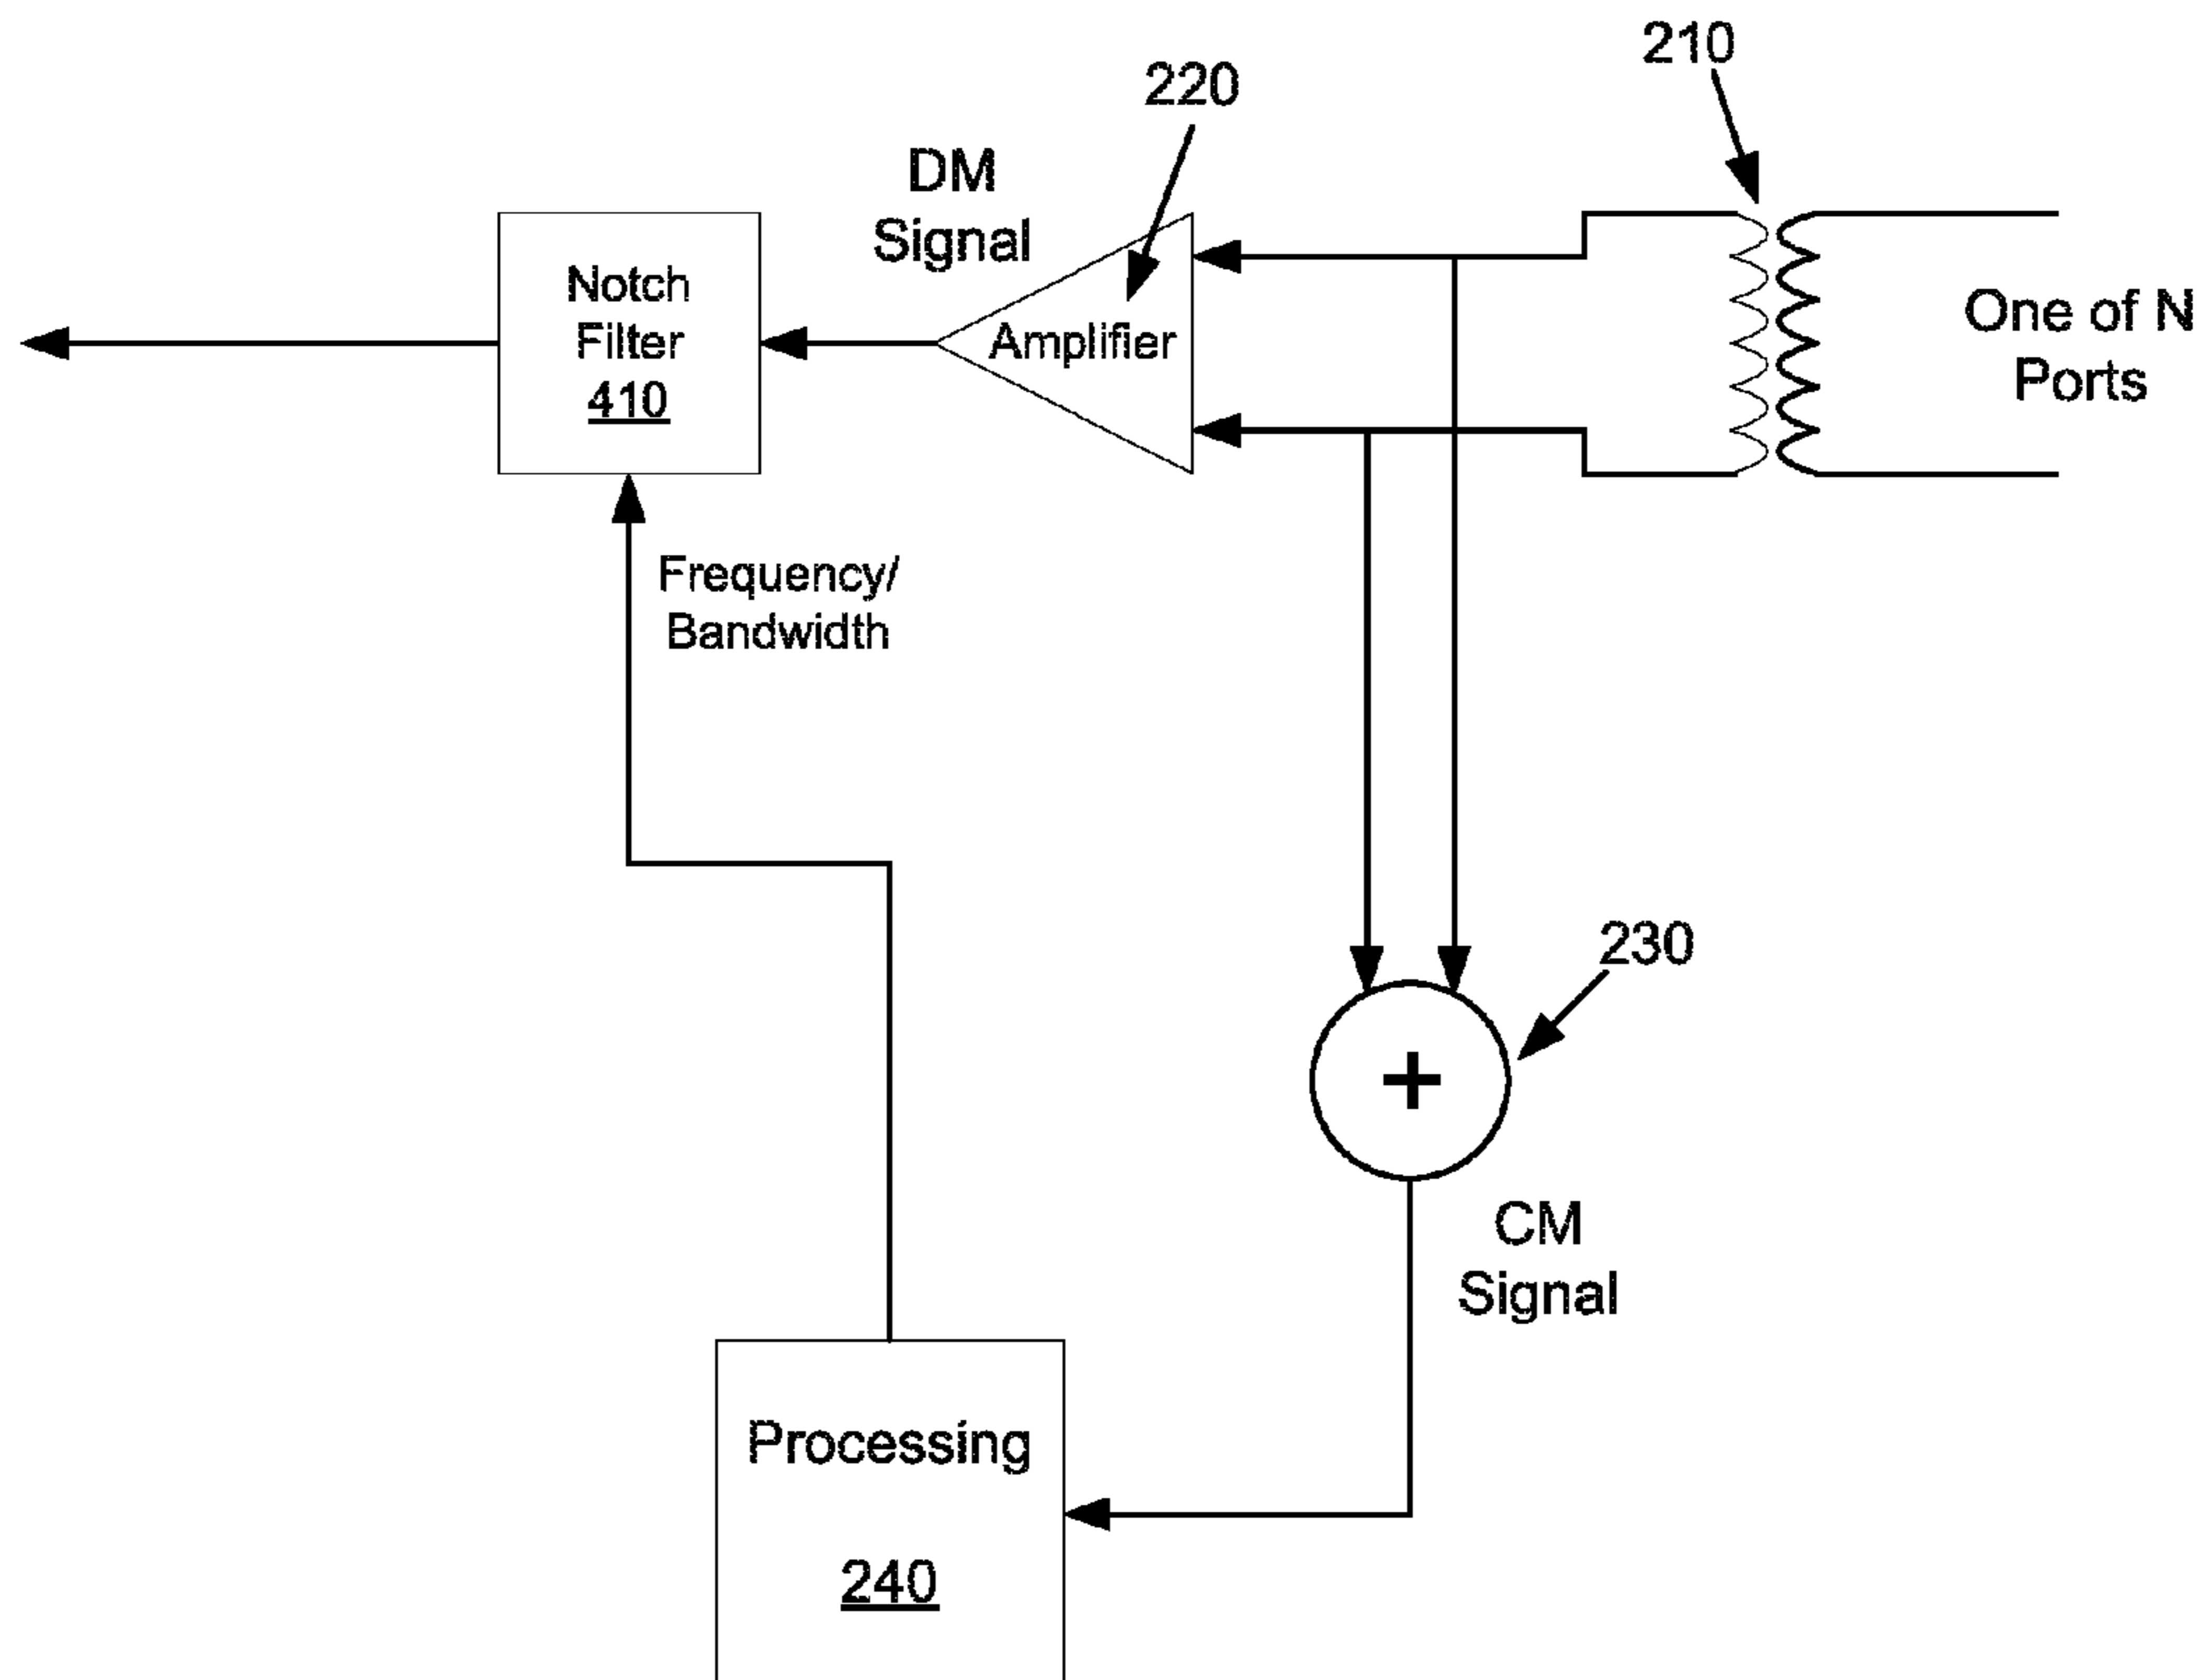 210
220
DM
Signal
Notch
Filter
410
Amplifier
One of N
Ports
Frequency/
Bandwidth
230
+
CM
Signal
Processing
240